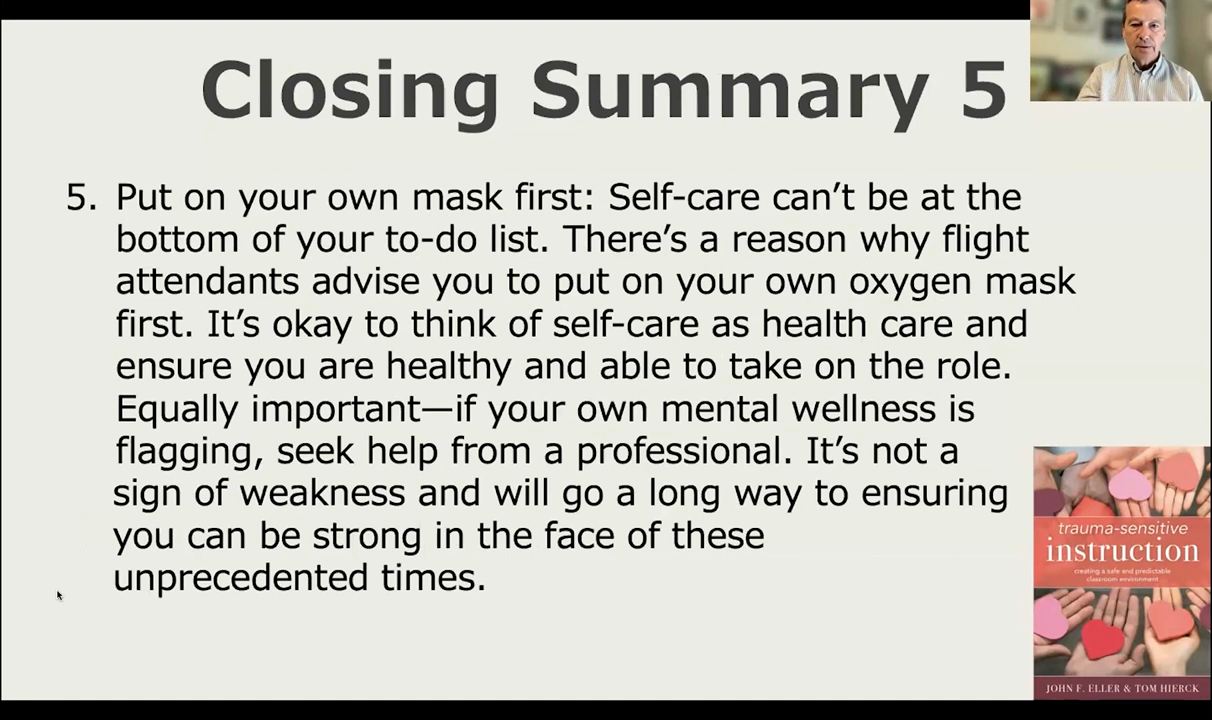 Closing Summary 5
5. Put on your own mask first: Self-care can’t be at the
bottom of your to-do list. There’s a reason why flight
attendants advise you to put on your own oxygen mask
first. It’s okay to think of self-care as health care and
ensure you are healthy and able to take on the role.
Equally important—if your own mental wellness is
flagging, seek help from a professional. It’s not a
sign of weakness and will go a long way to ensuring
you can be strong in the face of these
unprecedented times.
trauma-sensitive
instruction
creating a safe and predictable
classroom environment
JOHN F. ELLER & TOM HIERCK